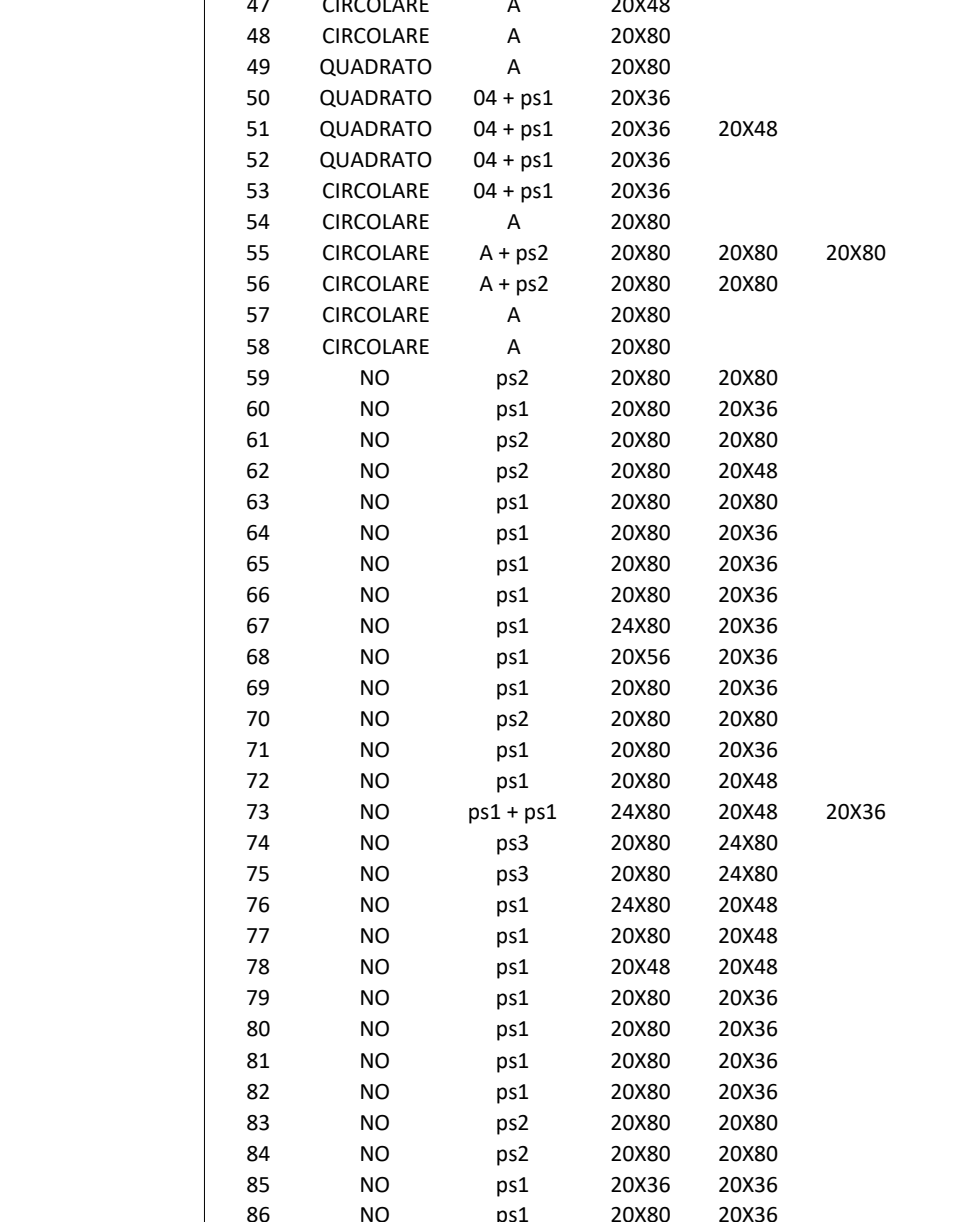 47 CIRCOLARE A 20X48
48 CIRCOLARE A 20X80
49 QUADRATO A 20X80
50 QUADRATO 04 + ps1 20X36
51 QUADRATO 04 + ps1 20X36 20X48
52 QUADRATO 04 + ps1 20X36
53 CIRCOLARE 04 + ps1 20X36
54 CIRCOLARE A 20X80
55 CIRCOLARE A + ps2 20X80 20X80 20X80
56 CIRCOLARE A + ps2 20X80 20X80
57 CIRCOLARE A 20X80
58 CIRCOLARE A 20X80
59 NO ps2 20X80 20X80
60 NO ps1 20X80 20X36
61 NO ps2 20X80 20X80
62 NO ps2 20X80 20X48
63 NO ps1 20X80 20X80
64 NO ps1 20X80 20X36
65 NO ps1 20X80 20X36
66 NO ps1 20X80 20X36
67 NO ps1 24X80 20X36
68 NO ps1 20X56 20X36
69 NO ps1 20X80 20X36
70 NO ps2 20X80 20X80
71 NO ps1 20X80 20X36
72 NO ps1 20X80 20X48
73 NO ps1 + ps1 24X80 20X48 20X36
74 NO ps3 20X80 24X80
75 NO ps3 20X80 24X80
76 NO ps1 24X80 20X48
77 NO ps1 20X80 20X48
78 NO ps1 20X48 20X48
79 NO ps1 20X80 20X36
80 NO ps1 20X80 20X36
81 NO ps1 20X80 20X36
82 NO ps1 20X80 20X36
83 NO ps2 20X80 20X80
84 NO ps2 20X80 20X80
85 NO ps1 20X36 20X36
86 NO ps1 20X80 20X36